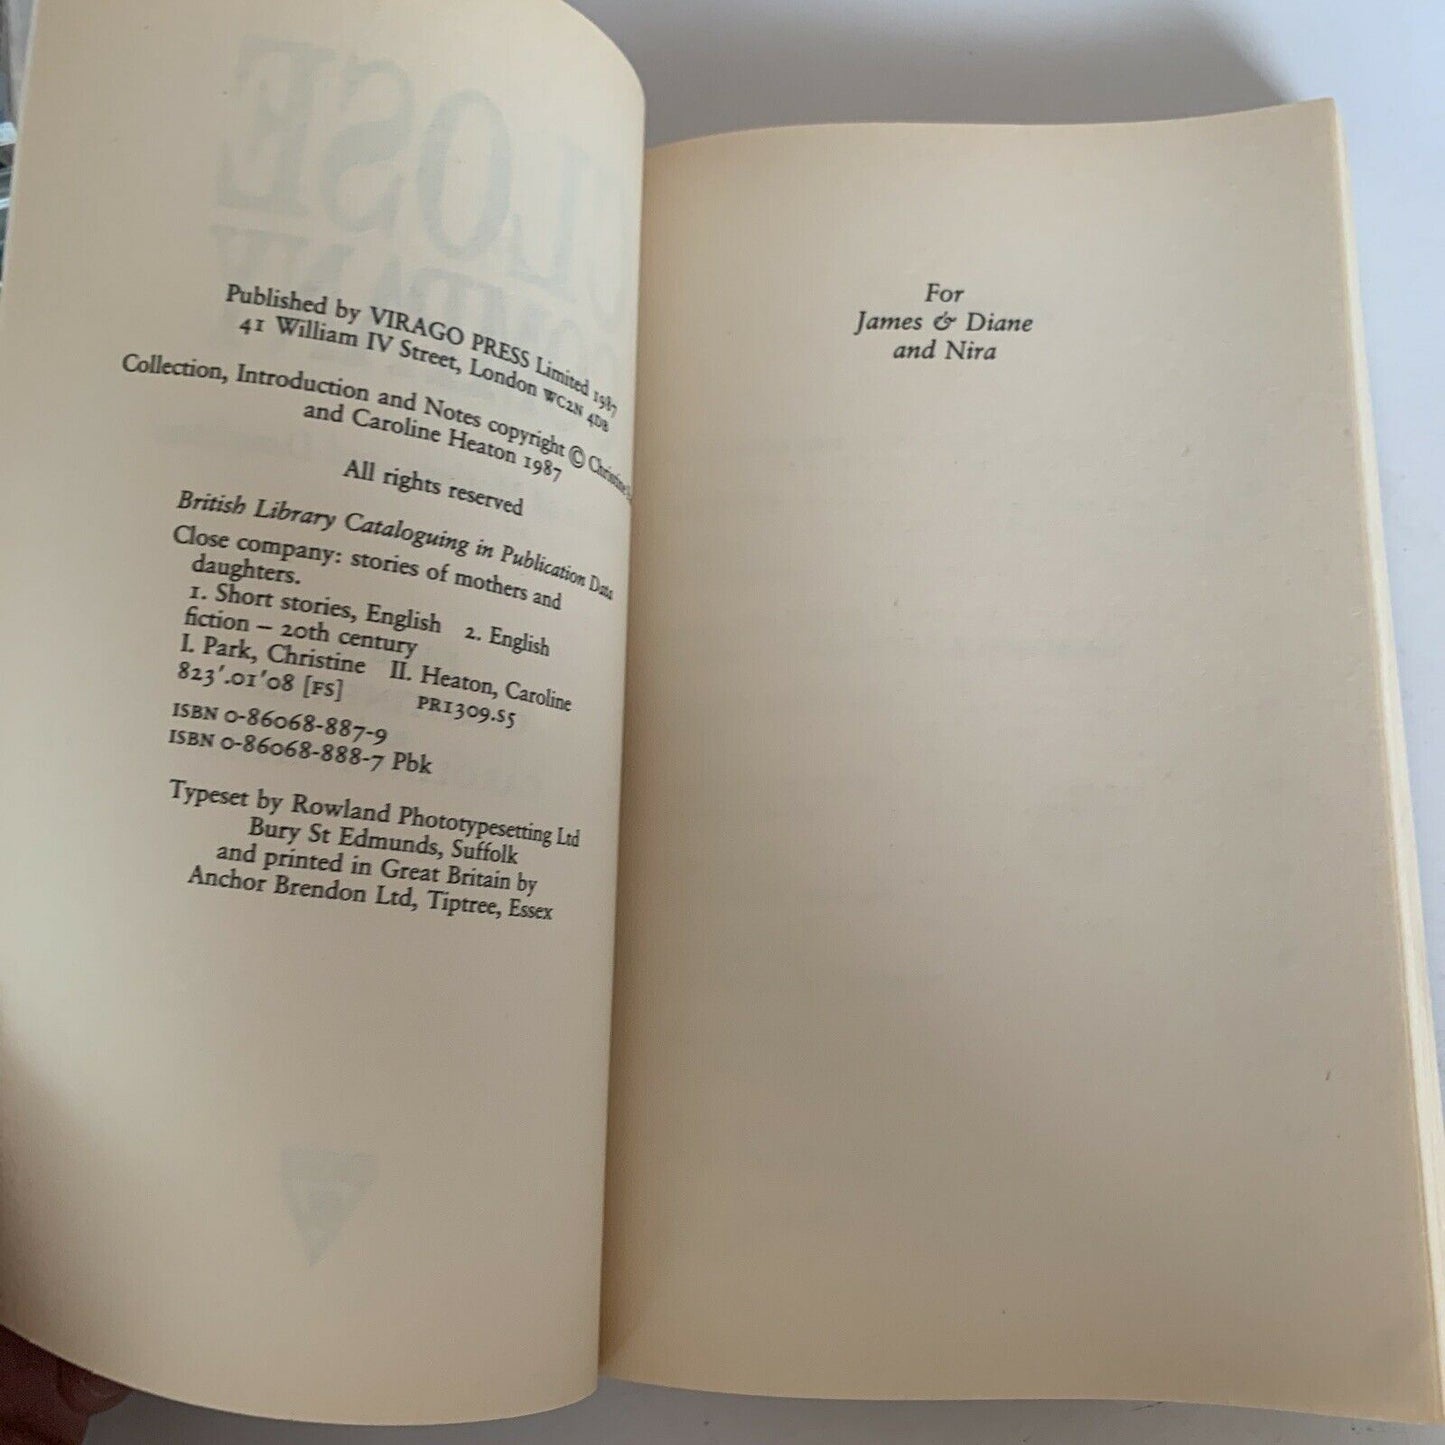 Published by VIRAGO PRESS Limited 1987
41 William IV Street, London WC2N 4DB
Collection, Introduction and Notes copyright © Christine
and Caroline Heaton 1987
All rights reserved
British Library Cataloguing in Publication Data
Close company: stories of mothers and
daughters.
1. Short stories, English 2. English
fiction – 20th century
I. Park, Christine II. Heaton, Caroline
823'.01'08 [FS] PR1309.S5
ISBN 0-86068-887-9
ISBN 0-86068-888-7 Pbk
Typeset by Rowland Phototypesetting Ltd
Bury St Edmunds, Suffolk
and printed in Great Britain by
Anchor Brendon Ltd, Tiptree, Essex
For
James & Diane
and Nira